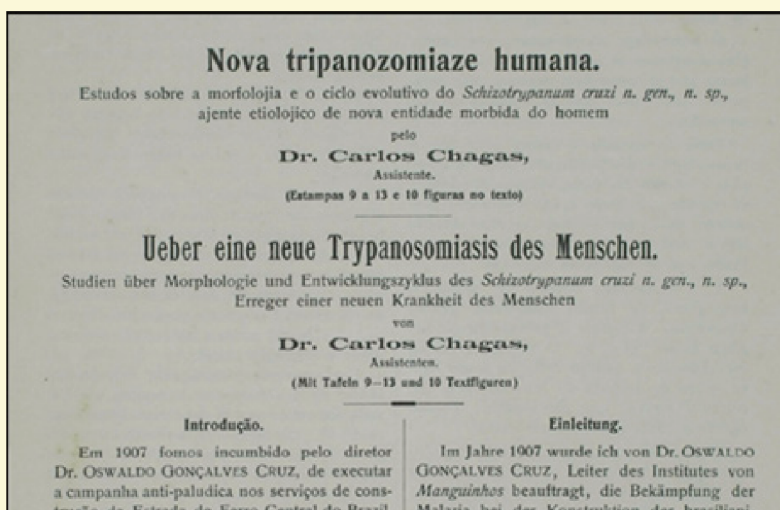 Nova tripanozomiaze humana.
Estudos sobre a morfolojia e o ciclo evolutivo do Schizotrypanum cruzi n. gen., n. sp.,
ajente etiolojico de nova entidade morbida do homem
pelo
Dr. Carlos Chagas,
Assistente.
(Estampas 9 a 13 e 10 figuras no texto)
Ueber eine neue Trypanosomiasis des Menschen.
Studien über Morphologie und Entwicklungszyklus des Schizotrypanum cruzi n. gen., n. sp.,
Erreger einer neuen Krankheit des Menschen
von
Dr. Carlos Chagas,
Assistenten.
(Mit Tafeln 9—13 und 10 Textfiguren)
Introdução.
Em 1907 fomos incumbido pelo diretor
Dr. OSWALDO GONÇALVES CRUZ, de executar
a campanha anti-paludica nos serviços de cons-
Einleitung.
Im Jahre 1907 wurde ich von Dr. OSWALDO
GONÇALVES CRUZ, Leiter des Institutes von
Manguinhos beauftragt, die Bekämpfung der